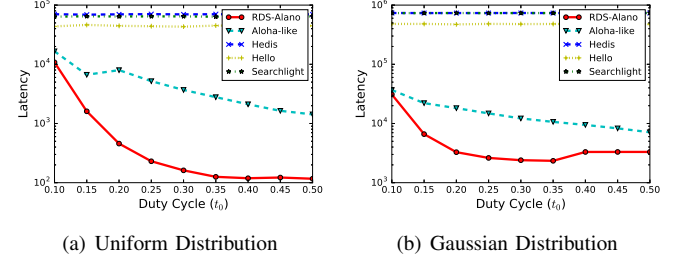 10^5
10^4
10^3
10^2
Latency
RDS-Alano
Aloha-like
Hedis
Hello
Searchlight
0.10 0.15 0.20 0.25 0.30 0.35 0.40 0.45 0.50
Duty Cycle (t_0)
(a) Uniform Distribution
10^6
10^5
10^4
10^3
Latency
RDS-Alano
Aloha-like
Hedis
Hello
Searchlight
0.10 0.15 0.20 0.25 0.30 0.35 0.40 0.45 0.50
Duty Cycle (t_0)
(b) Gaussian Distribution